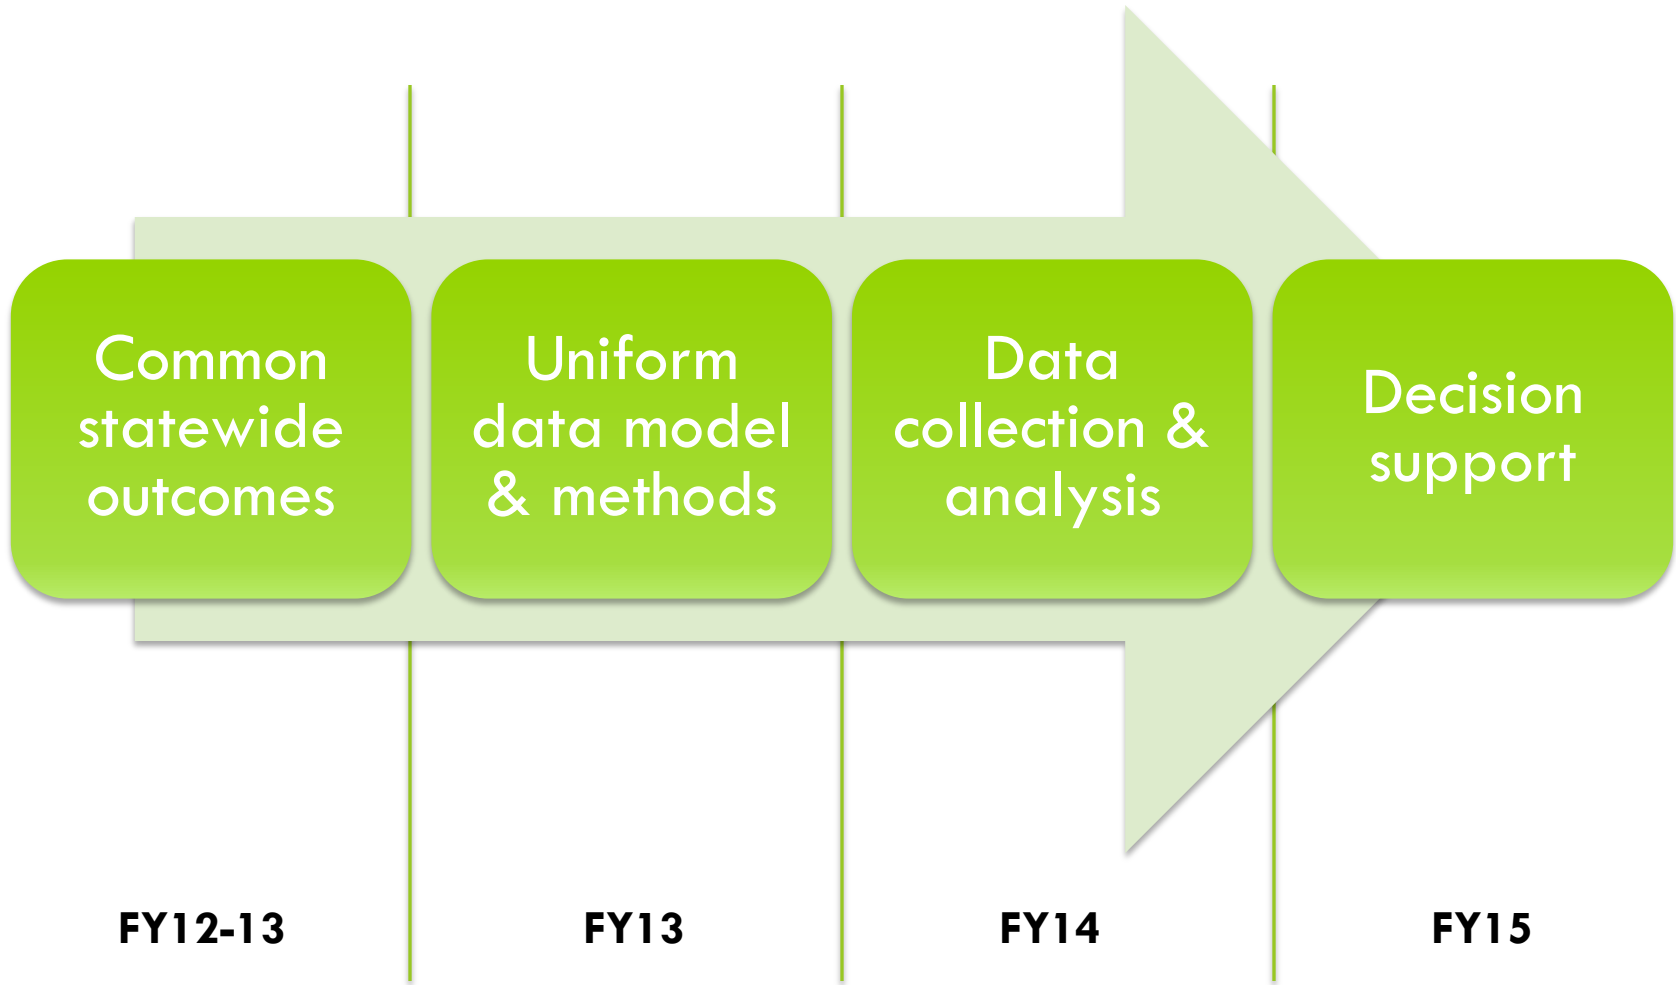 Common
statewide
outcomes
Uniform
data model
& methods
Data
collection &
analysis
Decision
support
FY12-13
FY13
FY14
FY15